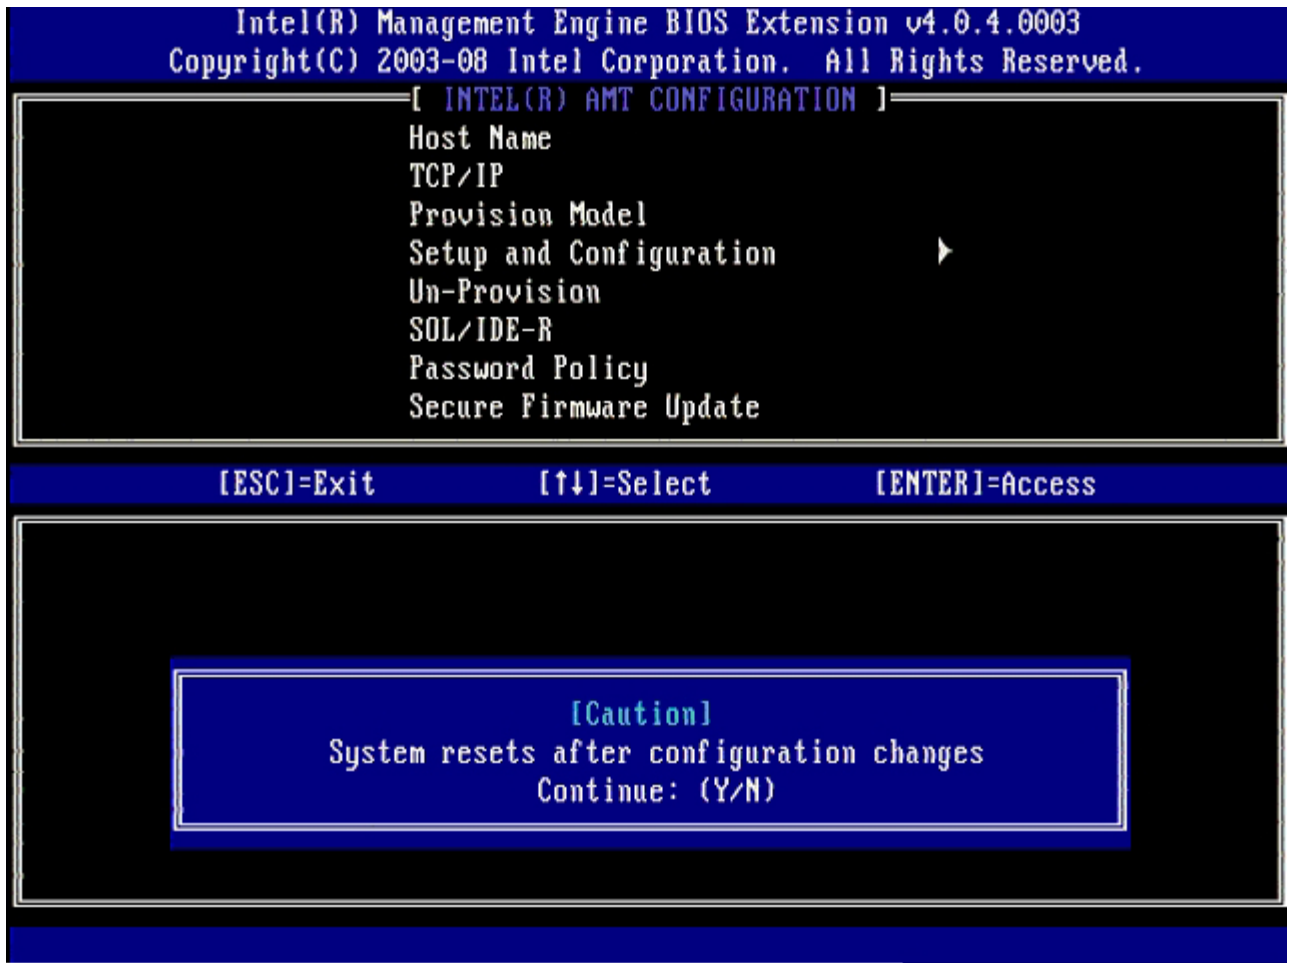 Intel(R) Management Engine BIOS Extension v4.0.4.0003
Copyright(C) 2003-08 Intel Corporation. All Rights Reserved.
[ INTEL(R) AMT CONFIGURATION ]
Host Name
TCP/IP
Provision Model
Setup and Configuration ►
Un-Provision
SOL/IDE-R
Password Policy
Secure Firmware Update
[ESC]=Exit [↑↓]=Select [ENTER]=Access
[Caution]
System resets after configuration changes
Continue: (Y/N)